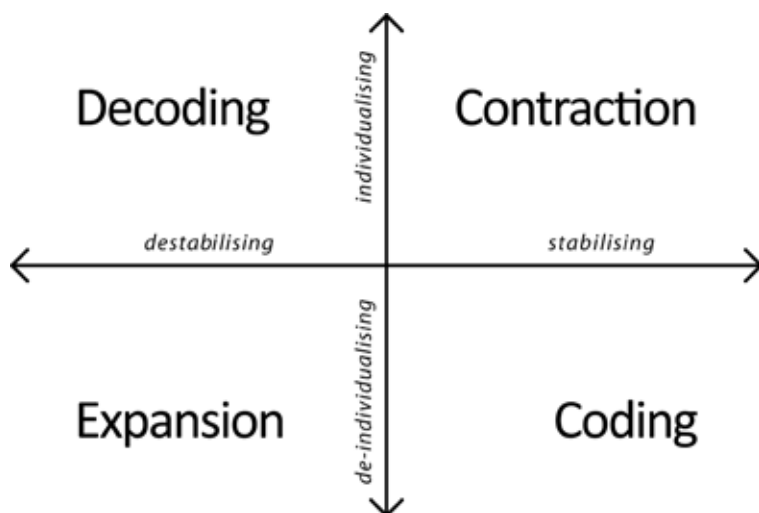 individualising
Decoding
Contraction
destabilising
stabilising
de-individualising
Expansion
Coding